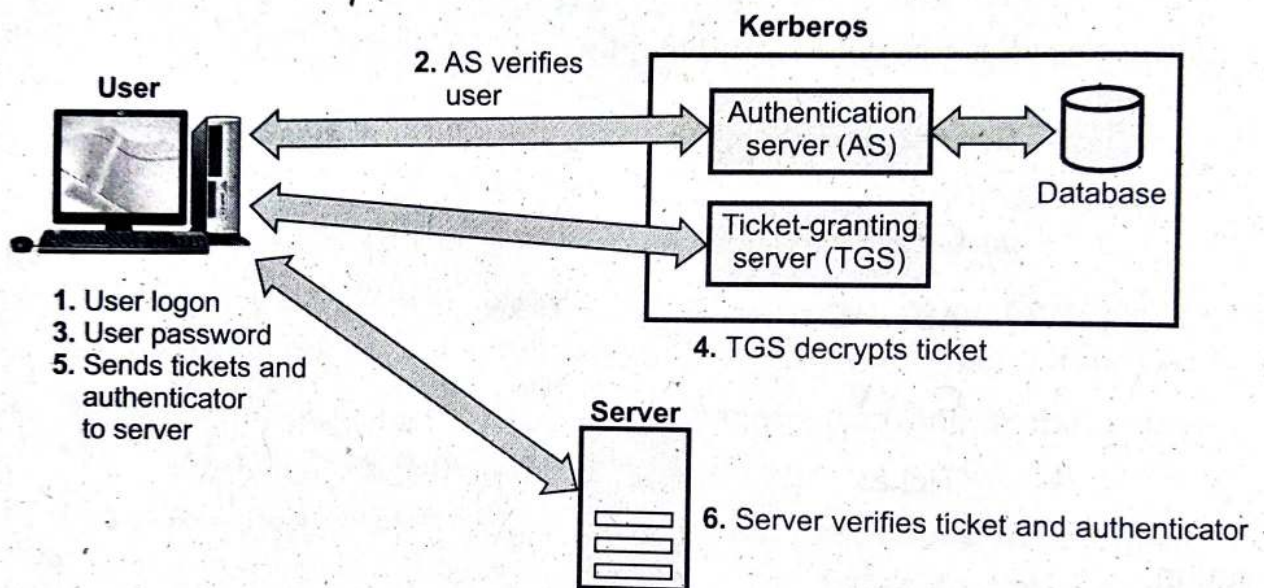 Kerberos
2. AS verifies
user
User
Authentication
server (AS)
Database
Ticket-granting
server (TGS)
1. User logon
3. User password
5. Sends tickets and
authenticator
to server
4. TGS decrypts ticket
Server
6. Server verifies ticket and authenticator